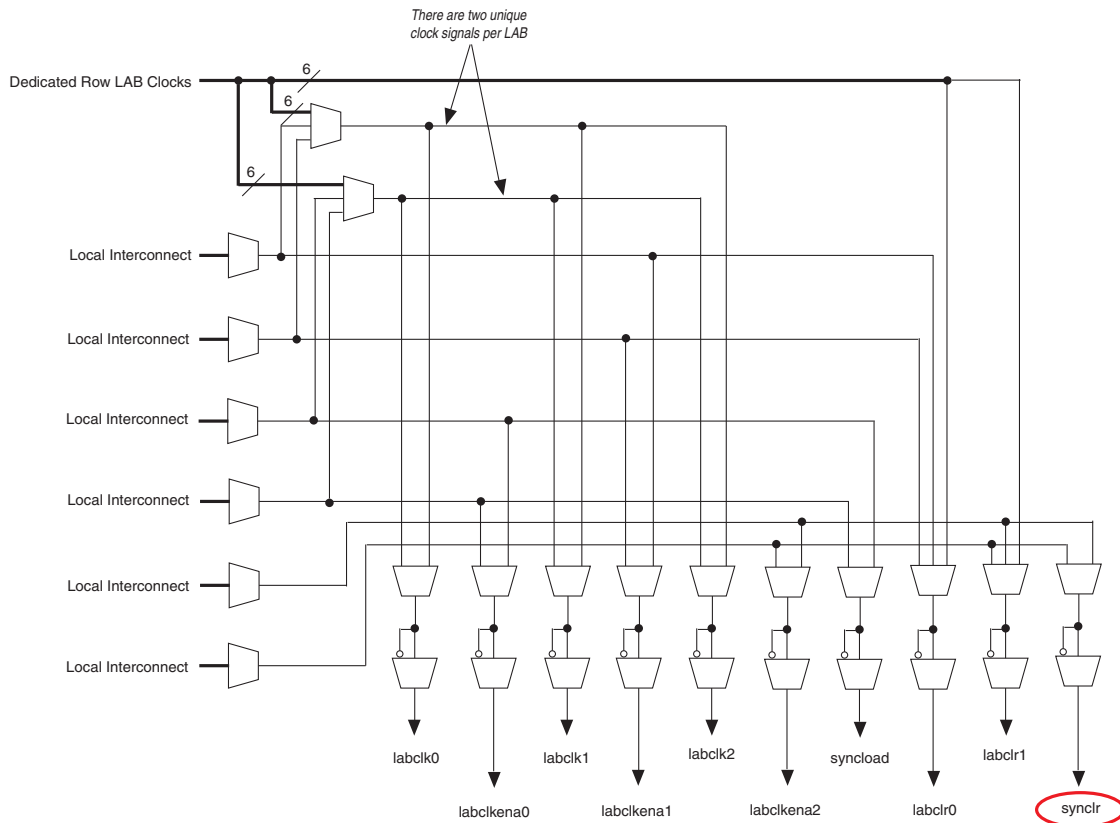 There are two unique
clock signals per LAB
Dedicated Row LAB Clocks
6
6
6
Local Interconnect
Local Interconnect
Local Interconnect
Local Interconnect
Local Interconnect
Local Interconnect
labclk0
labclk1
labclk2
syncload
labclr1
labclkena0
labclkena1
labclkena2
labclr0
synclr